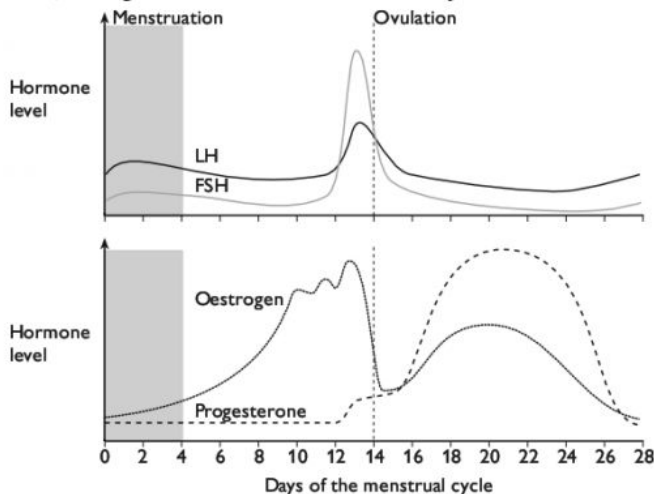 Menstruation
Ovulation
Hormone
level
LH
FSH
Oestrogen
Hormone
level
Progesterone
0 2 4 6 8 10 12 14 16 18 20 22 24 26 28
Days of the menstrual cycle